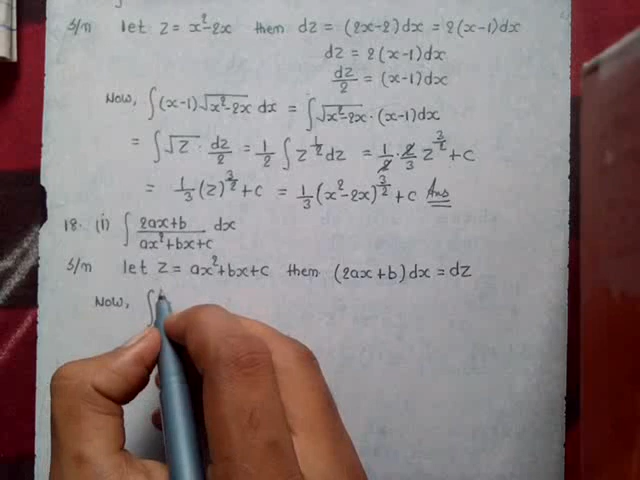 S/n let Z = x²-2x then dz = (2x-2)dx = 2(x-1)dx
dz = 2(x-1)dx
dz/2 = (x-1)dx
Now, ∫(x-1)√(x²-2x) dx = ∫√(x²-2x)·(x-1)dx
= ∫√Z · dz/2 = 1/2 ∫ Z^(1/2) dz = 1/2 · 2/3 Z^(3/2) + C
= 1/3 (Z)^(3/2) + C = 1/3 (x²-2x)^(3/2) + C Ans
18. (i) ∫ (2ax+b)/(ax²+bx+c) dx
S/n let Z = ax²+bx+c then (2ax+b)dx = dz
Now, ∫